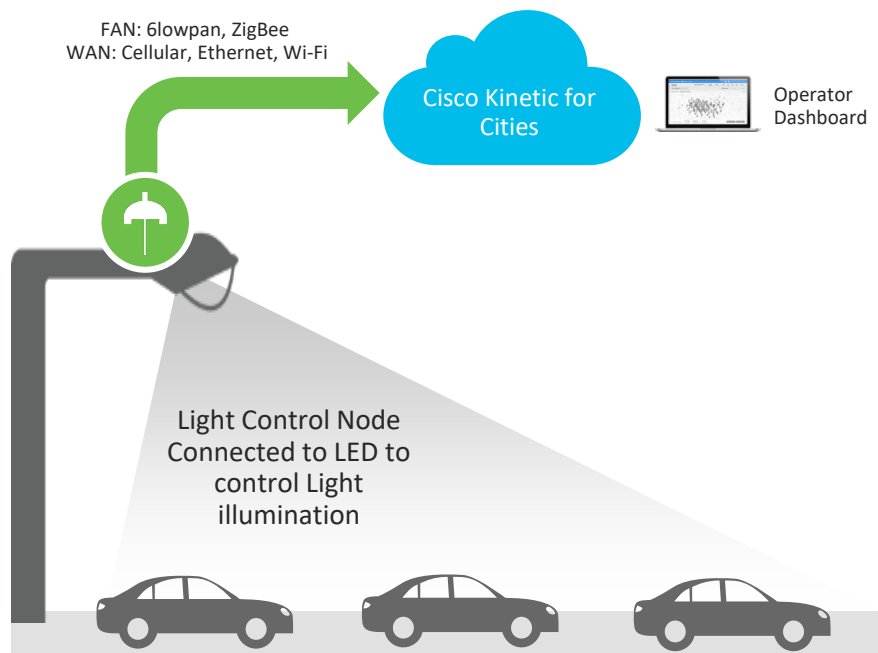 FAN: 6lowpan, ZigBee
WAN: Cellular, Ethernet, Wi-Fi
Cisco Kinetic for
Cities
Operator
Dashboard
Light Control Node
Connected to LED to
control Light
illumination